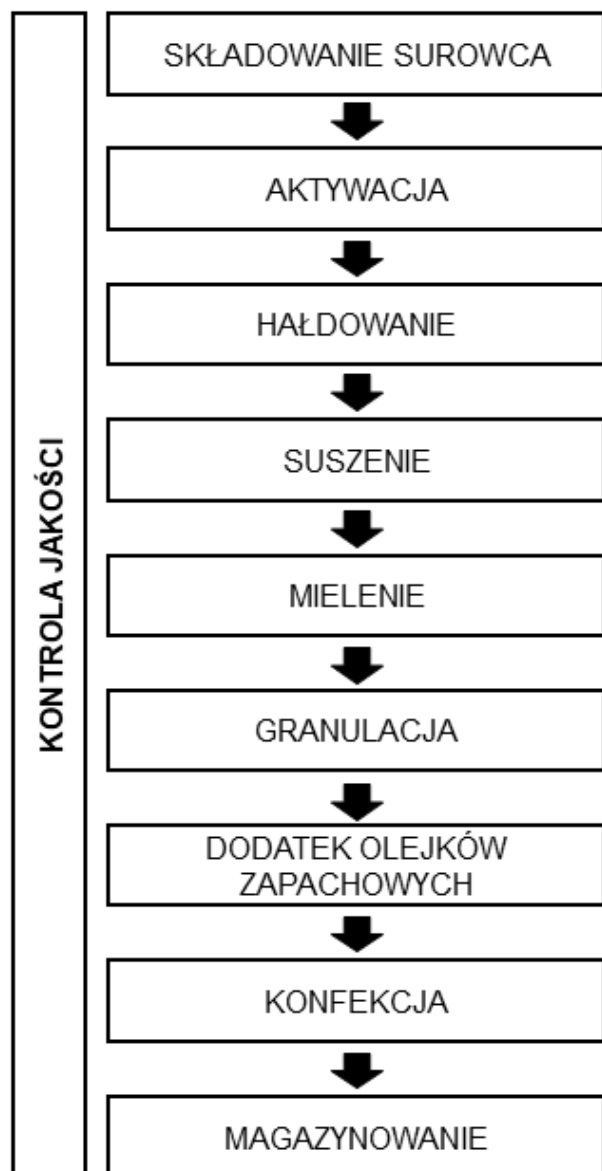 KONTROLA JAKOŚCI
SKŁADOWANIE SUROWCA
AKTYWACJA
HAŁDOWANIE
SUSZENIE
MIELENIE
GRANULACJA
DODATEK OLEJKÓW
ZAPACHOWYCH
KONFEKCJA
MAGAZYNOWANIE